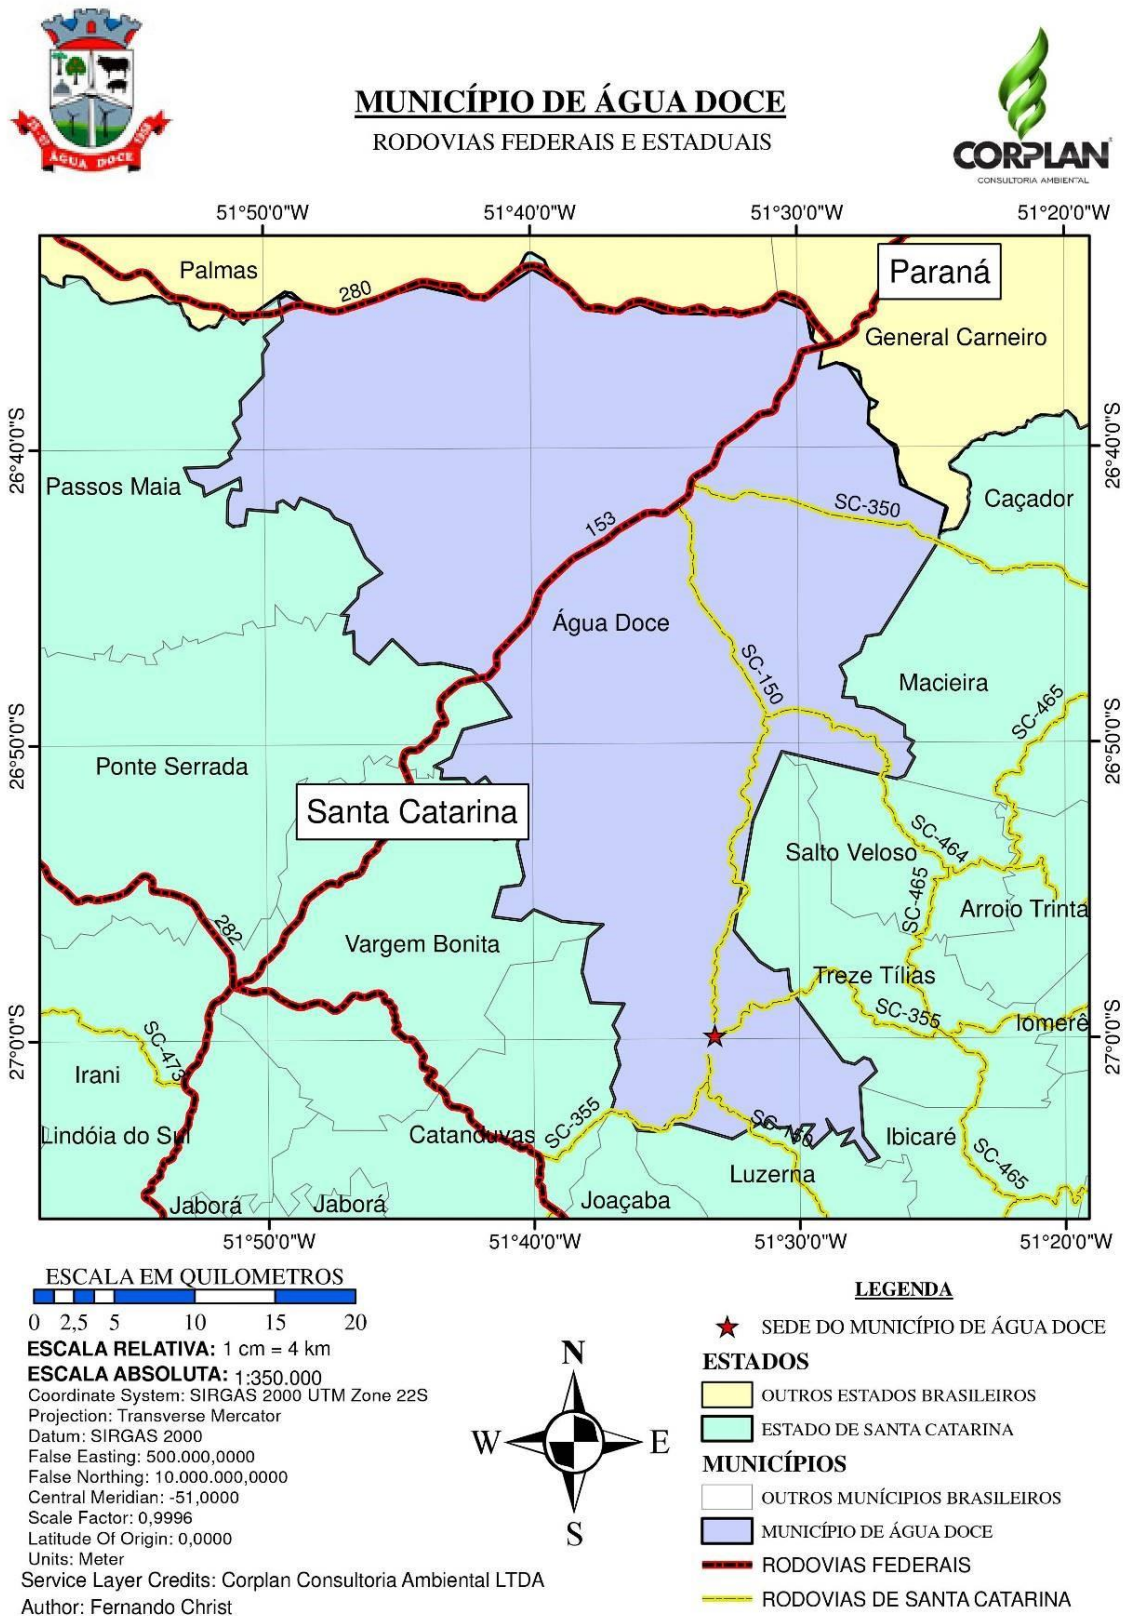 25-07 ÁGUA DOCE 1958
MUNICÍPIO DE ÁGUA DOCE
RODOVIAS FEDERAIS E ESTADUAIS
CORPLAN
CONSULTORIA AMBIENTAL
51°50'0"W 51°40'0"W 51°30'0"W 51°20'0"W
Palmas
280
Paraná
General Carneiro
26°40'0"S 26°40'0"S
Passos Maia
Caçador
SC-350
153
Água Doce
SC-150
Macieira
SC-465
26°50'0"S 26°50'0"S
Ponte Serrada
Santa Catarina
SC-464
Salto Veloso
SC-465
Arroio Trinta
282
Vargem Bonita
Treze Tílias
SC-355
Iomerê
27°0'0"S 27°0'0"S
SC-473
Irani
Lindóia do Sul
Catanduvas
SC-355
SC-150
Ibicaré
SC-465
Luzerna
Jaborá
Jaborá
Joaçaba
51°50'0"W 51°40'0"W 51°30'0"W 51°20'0"W
ESCALA EM QUILOMETROS
0 2,5 5 10 15 20
ESCALA RELATIVA: 1 cm = 4 km
ESCALA ABSOLUTA: 1:350.000
Coordinate System: SIRGAS 2000 UTM Zone 22S
Projection: Transverse Mercator
Datum: SIRGAS 2000
False Easting: 500.000,0000
False Northing: 10.000.000,0000
Central Meridian: -51,0000
Scale Factor: 0,9996
Latitude Of Origin: 0,0000
Units: Meter
Service Layer Credits: Corplan Consultoria Ambiental LTDA
Author: Fernando Christ
N
W E
S
LEGENDA
SEDE DO MUNICÍPIO DE ÁGUA DOCE
ESTADOS
OUTROS ESTADOS BRASILEIROS
ESTADO DE SANTA CATARINA
MUNICÍPIOS
OUTROS MUNÍCIPIOS BRASILEIROS
MUNICÍPIO DE ÁGUA DOCE
RODOVIAS FEDERAIS
RODOVIAS DE SANTA CATARINA